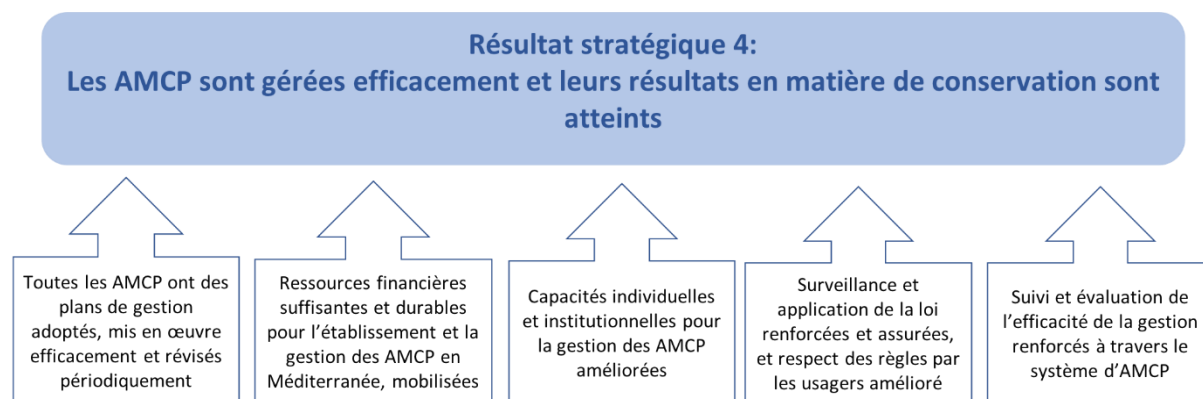 Résultat stratégique 4:
Les AMCP sont gérées efficacement et leurs résultats en matière de conservation sont
atteints
Toutes les AMCP ont des
plans de gestion
adoptés, mis en œuvre
efficacement et révisés
périodiquement
Ressources financières
suffisantes et durables
pour l’établissement et la
gestion des AMCP en
Méditerranée, mobilisées
Capacités individuelles
et institutionnelles pour
la gestion des AMCP
améliorées
Surveillance et
application de la loi
renforcées et assurées,
et respect des règles par
les usagers amélioré
Suivi et évaluation de
l’efficacité de la gestion
renforcés à travers le
système d’AMCP